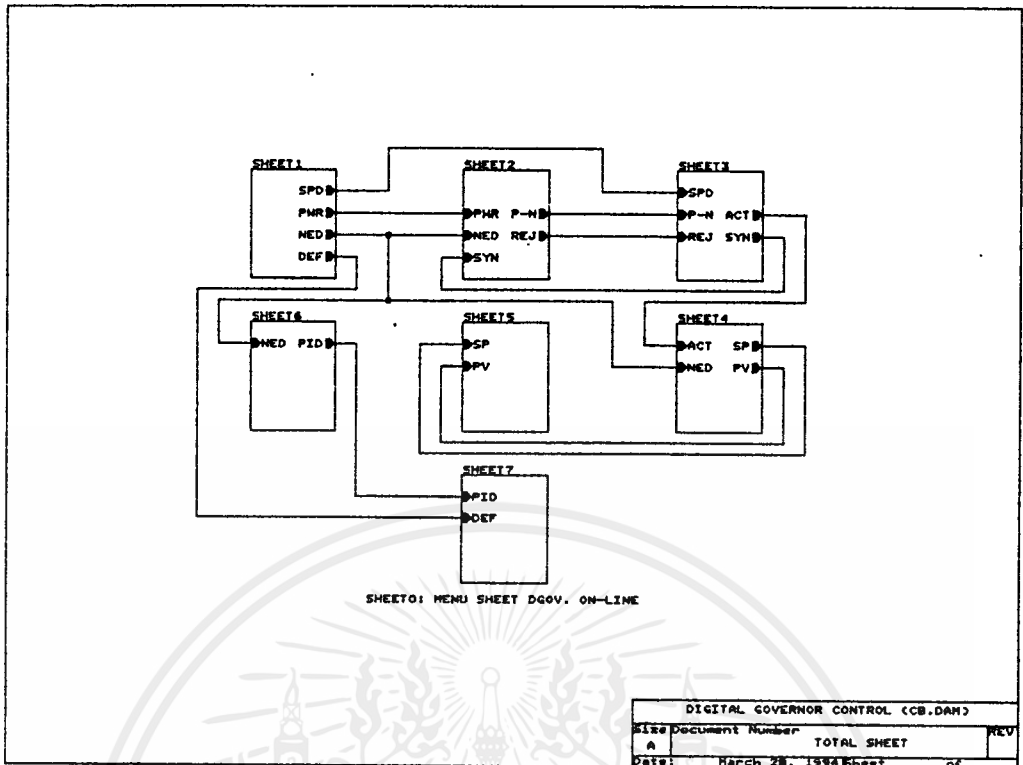 SHEET1
SPD
PWR
NED
DEF
SHEET2
PWR P-N
NED REJ
SYN
SHEET3
SPD
P-N ACT
REJ SYN
SHEET6
NED PID
SHEET5
SP
PV
SHEET4
ACT SP
NED PV
SHEET7
PID
DEF
SHEET0: MENU SHEET DGOV. ON-LINE
DIGITAL GOVERNOR CONTROL (CB.DAM)
Size Document Number REV
A TOTAL SHEET
Date: March 28, 1994 Sheet of